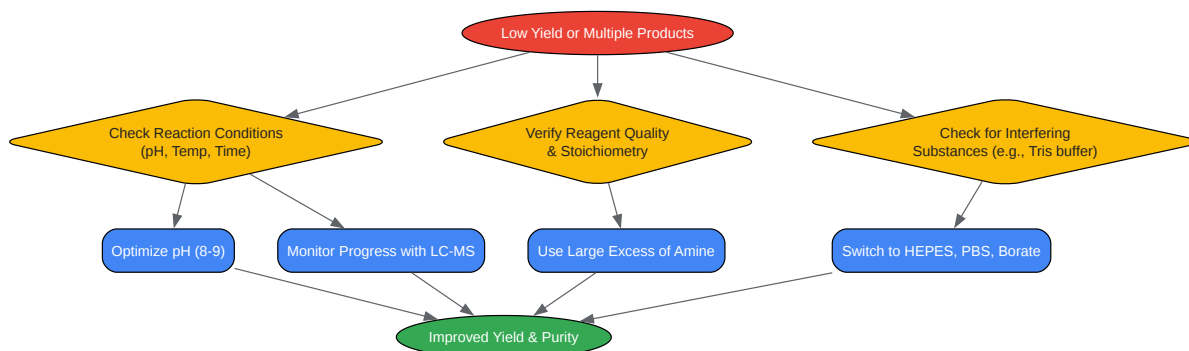 Low Yield or Multiple Products
Check Reaction Conditions
(pH, Temp, Time)
Verify Reagent Quality
& Stoichiometry
Check for Interfering
Substances (e.g., Tris buffer)
Optimize pH (8-9)
Monitor Progress with LC-MS
Use Large Excess of Amine
Switch to HEPES, PBS, Borate
Improved Yield & Purity